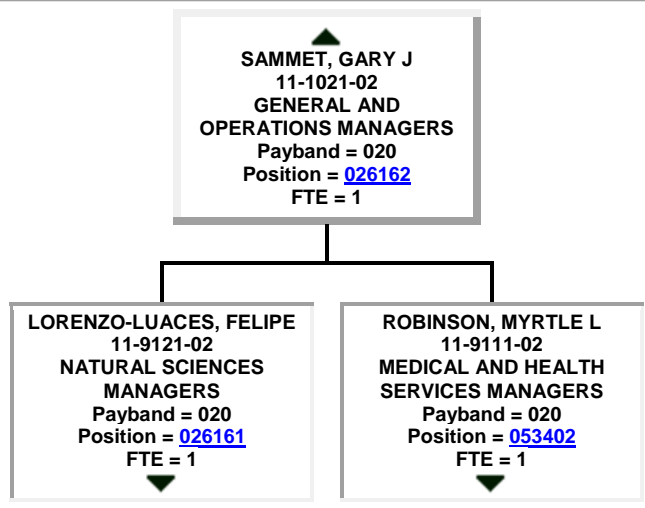 SAMMET, GARY J
11-1021-02
GENERAL AND
OPERATIONS MANAGERS
Payband = 020
Position = 026162
FTE = 1
LORENZO-LUACES, FELIPE
11-9121-02
NATURAL SCIENCES
MANAGERS
Payband = 020
Position = 026161
FTE = 1
ROBINSON, MYRTLE L
11-9111-02
MEDICAL AND HEALTH
SERVICES MANAGERS
Payband = 020
Position = 053402
FTE = 1